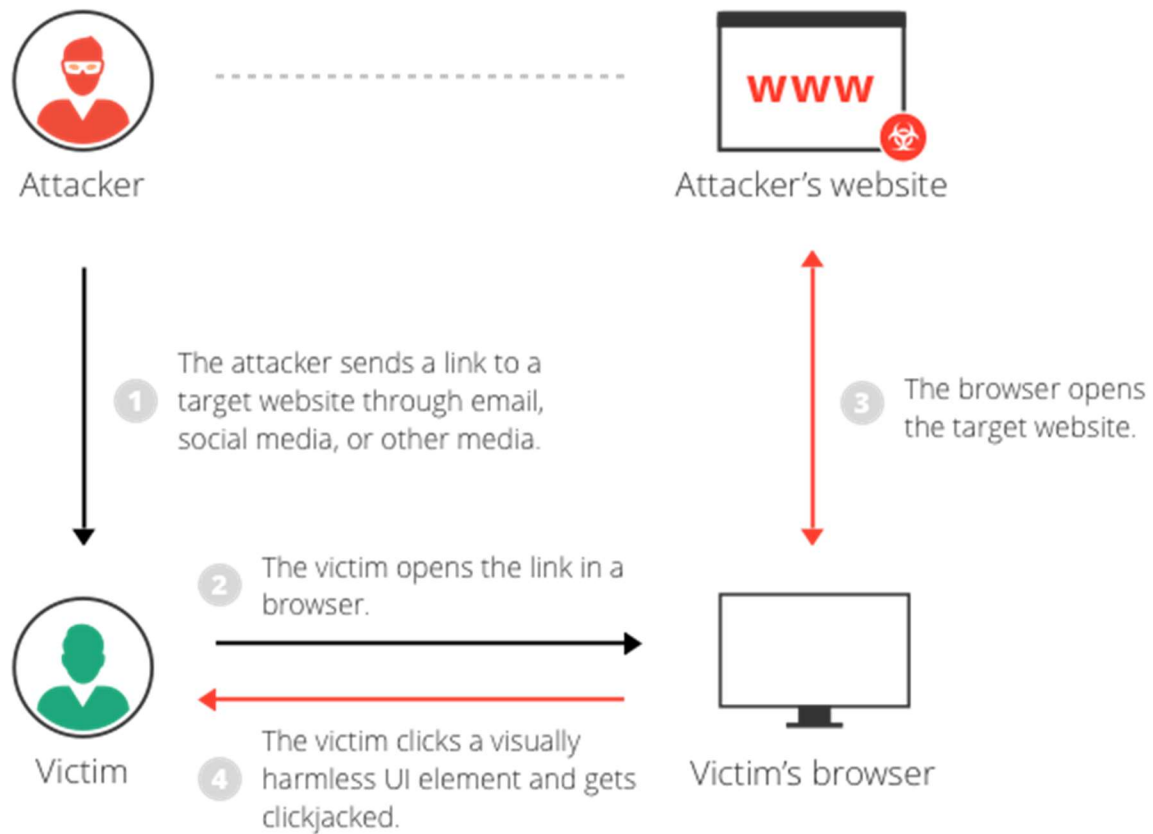 www
Attacker
Attacker's website
1
The attacker sends a link to a
target website through email,
social media, or other media.
3
The browser opens
the target website.
2
The victim opens the link in a
browser.
Victim
4
The victim clicks a visually
harmless UI element and gets
clickjacked.
Victim's browser